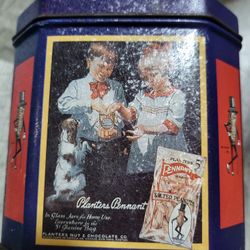 PLANTERS
PENNANT
5¢
SALTED PEANUTS
Planters Pennant
In Glass Jars for Home Use.
Everywhere in the
5¢ Glassine Bag
PLANTERS NUT & CHOCOLATE CO.